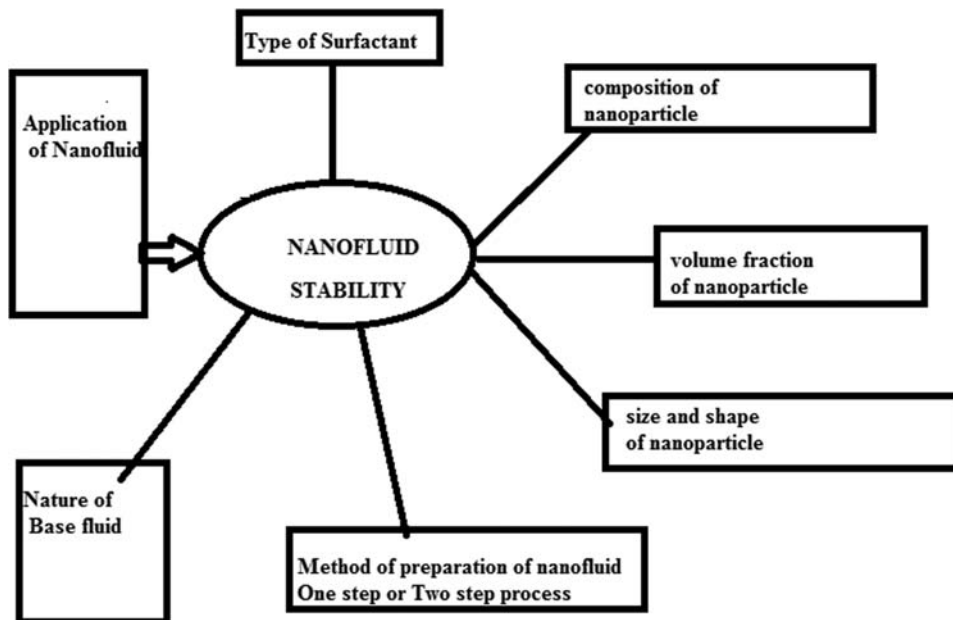 Type of Surfactant
composition of
nanoparticle
Application
of Nanofluid
NANOFLUID
STABILITY
volume fraction
of nanoparticle
size and shape
of nanoparticle
Nature of
Base fluid
Method of preparation of nanofluid
One step or Two step process